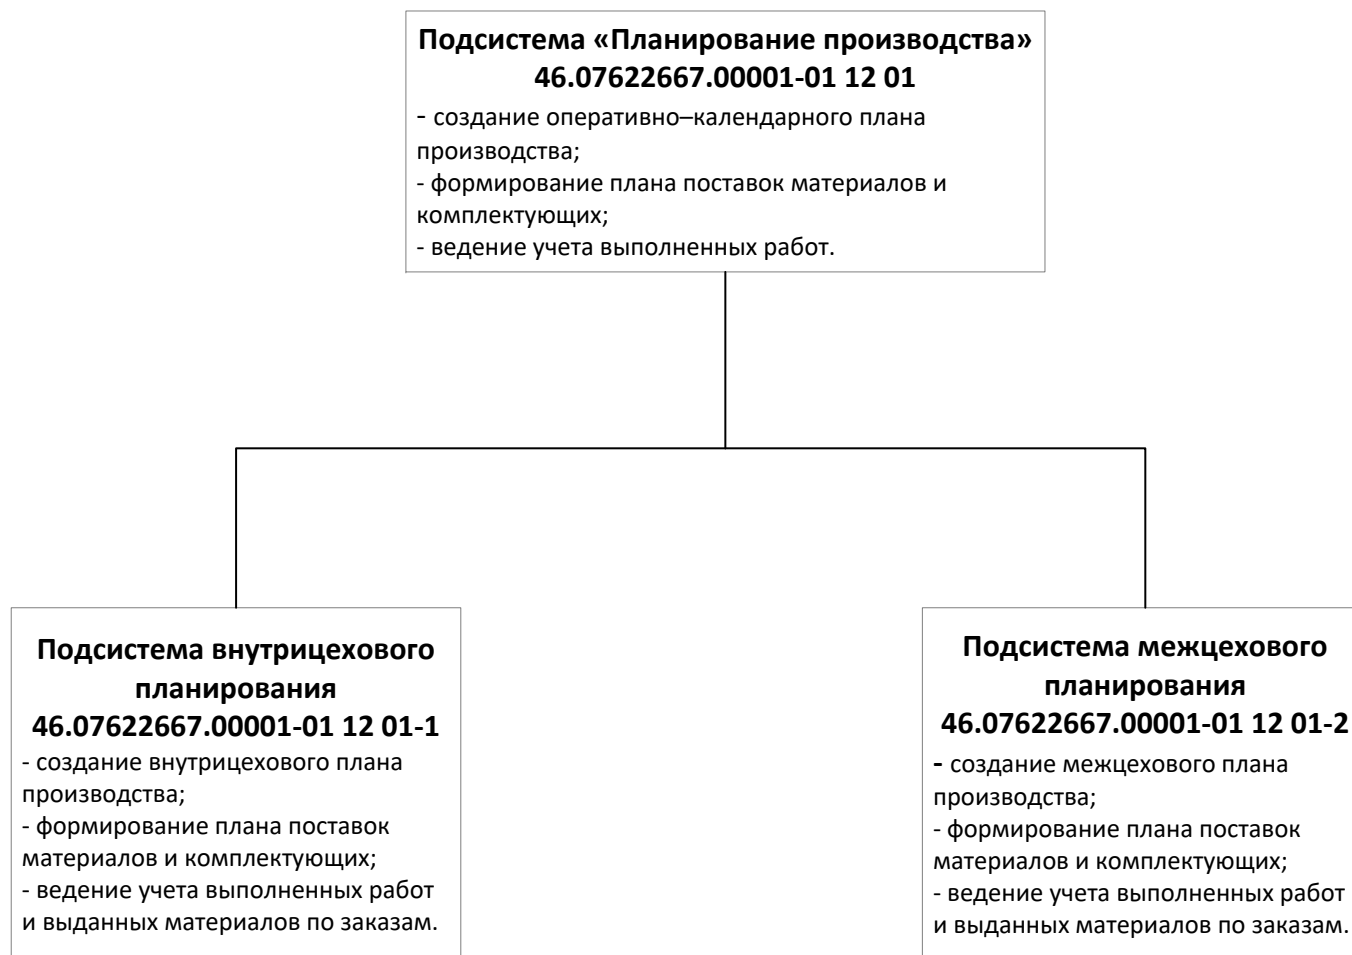 Подсистема «Планирование производства»
46.07622667.00001-01 12 01
- создание оперативно–календарного плана
производства;
- формирование плана поставок материалов и
комплектующих;
- ведение учета выполненных работ.
Подсистема внутрицехового
планирования
46.07622667.00001-01 12 01-1
- создание внутрицехового плана
производства;
- формирование плана поставок
материалов и комплектующих;
- ведение учета выполненных работ
и выданных материалов по заказам.
Подсистема межцехового
планирования
46.07622667.00001-01 12 01-2
- создание межцехового плана
производства;
- формирование плана поставок
материалов и комплектующих;
- ведение учета выполненных работ
и выданных материалов по заказам.